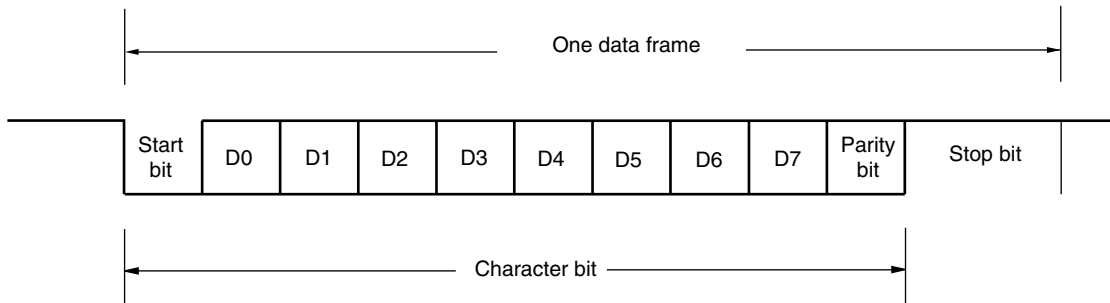 One data frame
Start
bit
D0
D1
D2
D3
D4
D5
D6
D7
Parity
bit
Stop bit
Character bit